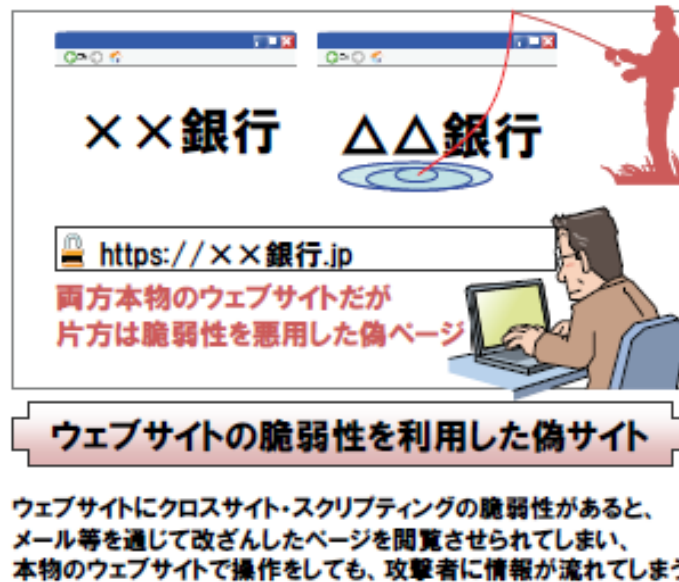 ××銀行 △△銀行
https://××銀行.jp
両方本物のウェブサイトだが
片方は脆弱性を悪用した偽ページ
ウェブサイトの脆弱性を利用した偽サイト
ウェブサイトにクロスサイト・スクリプティングの脆弱性があると、
メール等を通じて改ざんしたページを閲覧させられてしまい、
本物のウェブサイトで操作をしても、攻撃者に情報が流れてしまう